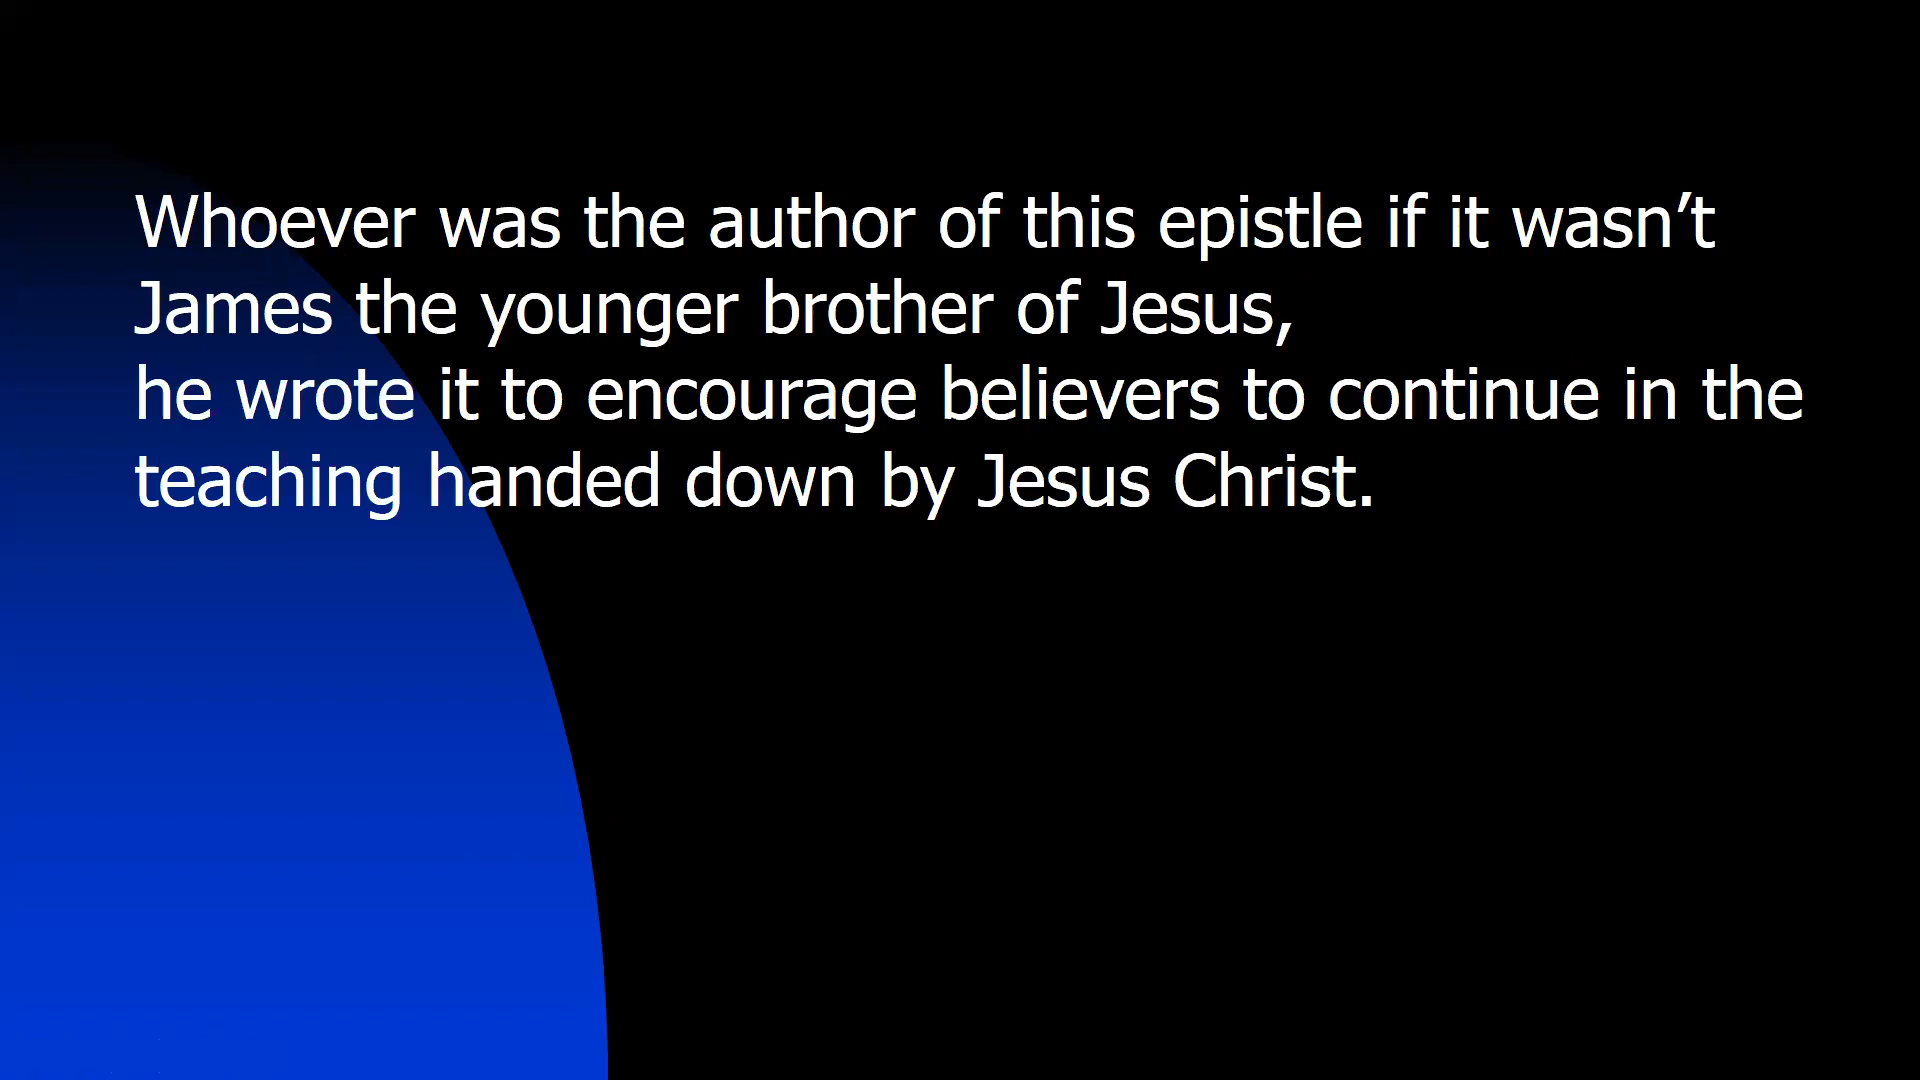 Whoever was the author of this epistle if it wasn’t
James the younger brother of Jesus,
he wrote it to encourage believers to continue in the
teaching handed down by Jesus Christ.